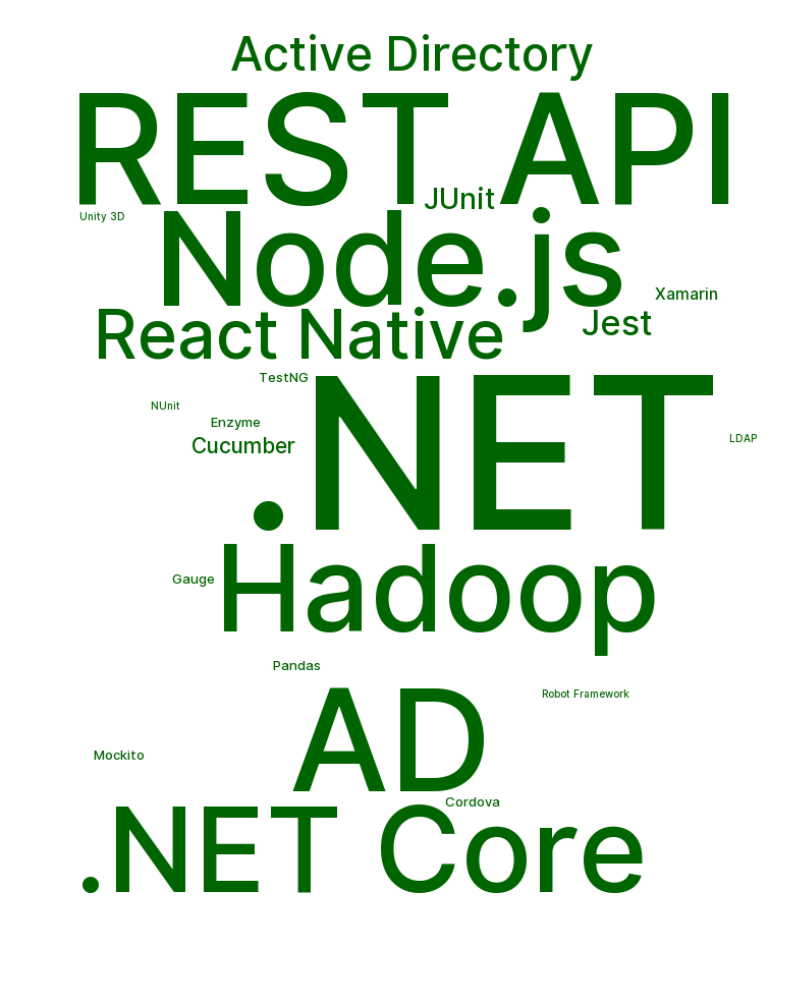 Active Directory
REST API
JUnit
Unity 3D
Node.js
Xamarin
React Native
Jest
TestNG
NUnit
Enzyme
Cucumber
.NET
LDAP
Hadoop
Gauge
Pandas
AD
Robot Framework
Mockito
Cordova
.NET Core